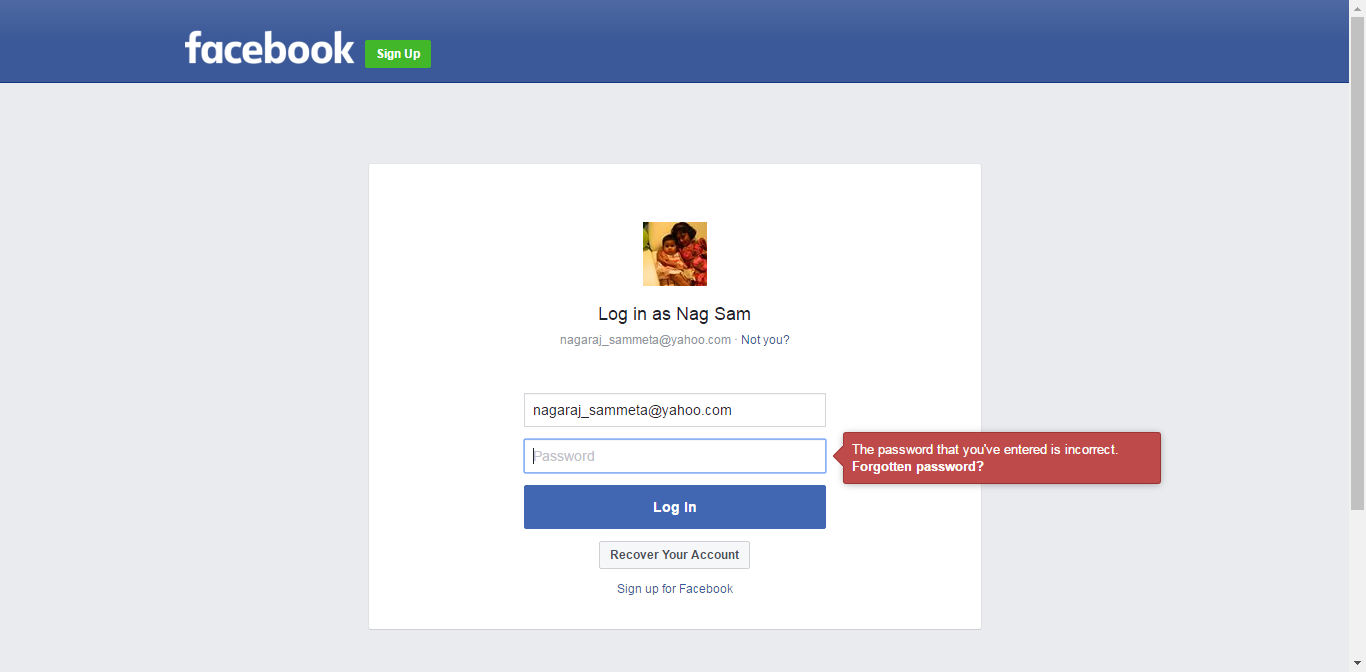 facebook
Sign Up
Log in as Nag Sam
nagaraj_sammeta@yahoo.com · Not you?
nagaraj_sammeta@yahoo.com
Password
The password that you've entered is incorrect.
Forgotten password?
Log In
Recover Your Account
Sign up for Facebook